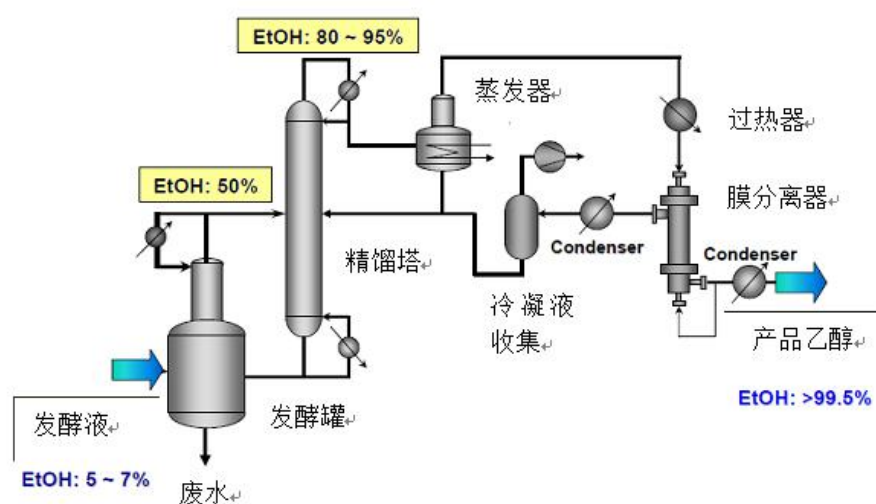 EtOH: 80 ~ 95%
蒸发器↵
过热器↵
EtOH: 50%
膜分离器↵
Condenser
Condenser
精馏塔↵
冷凝液
收集↵
产品乙醇↵
EtOH: >99.5%
发酵液↵
发酵罐↵
EtOH: 5 ~ 7%
废水↵